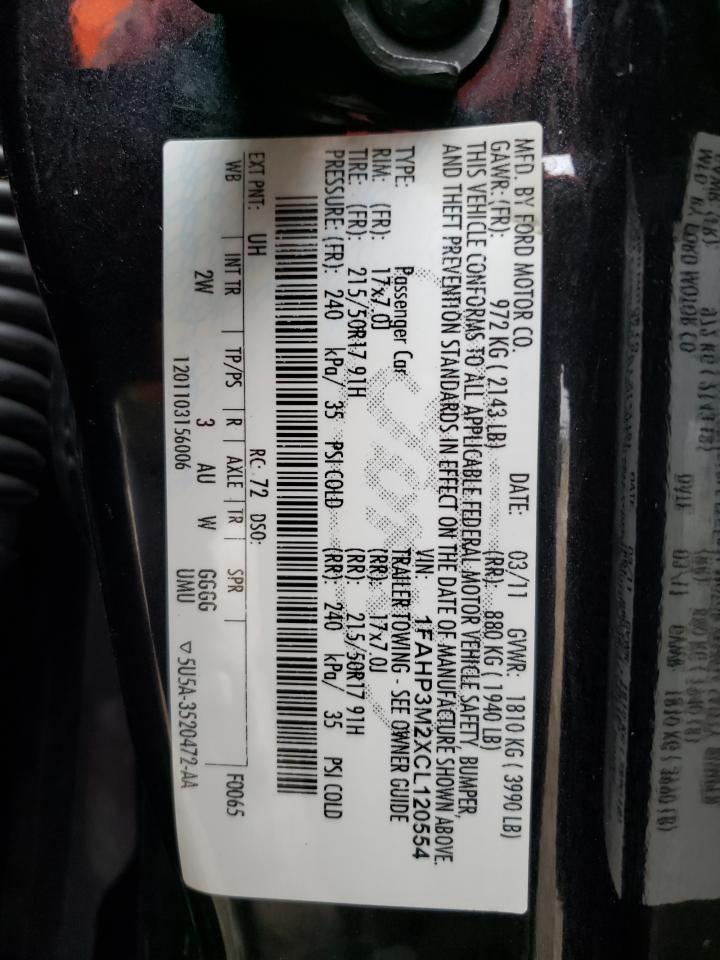 MFD. BY FORD MOTOR CO.
DATE: 03/11 GVWR: 1810 KG ( 3990 LB)
GAWR: (FR): 972 KG ( 2143 LB) (RR): 880 KG ( 1940 LB)
THIS VEHICLE CONFORMS TO ALL APPLICABLE FEDERAL MOTOR VEHICLE SAFETY, BUMPER,
AND THEFT PREVENTION STANDARDS IN EFFECT ON THE DATE OF MANUFACTURE SHOWN ABOVE.
VIN: 1FAHP3M2XCL120554
TYPE: Passenger Car TRAILER TOWING - SEE OWNER GUIDE
RIM: (FR): 17x7.0J (RR): 17x7.0J
TIRE: (FR): 215/50R17 91H (RR): 215/50R17 91H
PRESSURE: (FR): 240 kPa/ 35 PSI COLD (RR): 240 kPa/ 35 PSI COLD
EXT PNT: UH RC: 72 DSO: F0065
WB | INT TR | TP/PS | R | AXLE | TR | SPR |
2W 3 AU W GGGG
UMU
1201103156006 ▽5U5A-3520472-AA